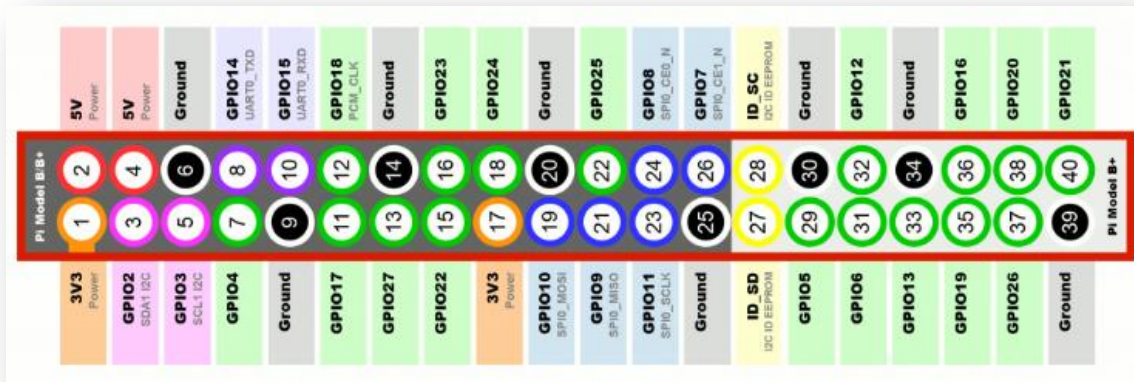 5V
Power
5V
Power
Ground
GPIO14
UART0_TXD
GPIO15
UART0_RXD
GPIO18
PCM_CLK
Ground
GPIO23
GPIO24
Ground
GPIO25
GPIO8
SPI0_CE0_N
GPIO7
SPI0_CE1_N
ID_SC
I2C ID EEPROM
Ground
GPIO12
Ground
GPIO16
GPIO20
GPIO21
Pi Model B/B+
2 4 6 8 10 12 14 16 18 20 22 24 26 28 30 32 34 36 38 40
1 3 5 7 9 11 13 15 17 19 21 23 25 27 29 31 33 35 37 39
Pi Model B+
3V3
Power
GPIO2
SDA1 I2C
GPIO3
SCL1 I2C
GPIO4
Ground
GPIO17
GPIO27
GPIO22
3V3
Power
GPIO10
SPI0_MOSI
GPIO9
SPI0_MISO
GPIO11
SPI0_SCLK
Ground
ID_SD
I2C ID EEPROM
GPIO5
GPIO6
GPIO13
GPIO19
GPIO26
Ground